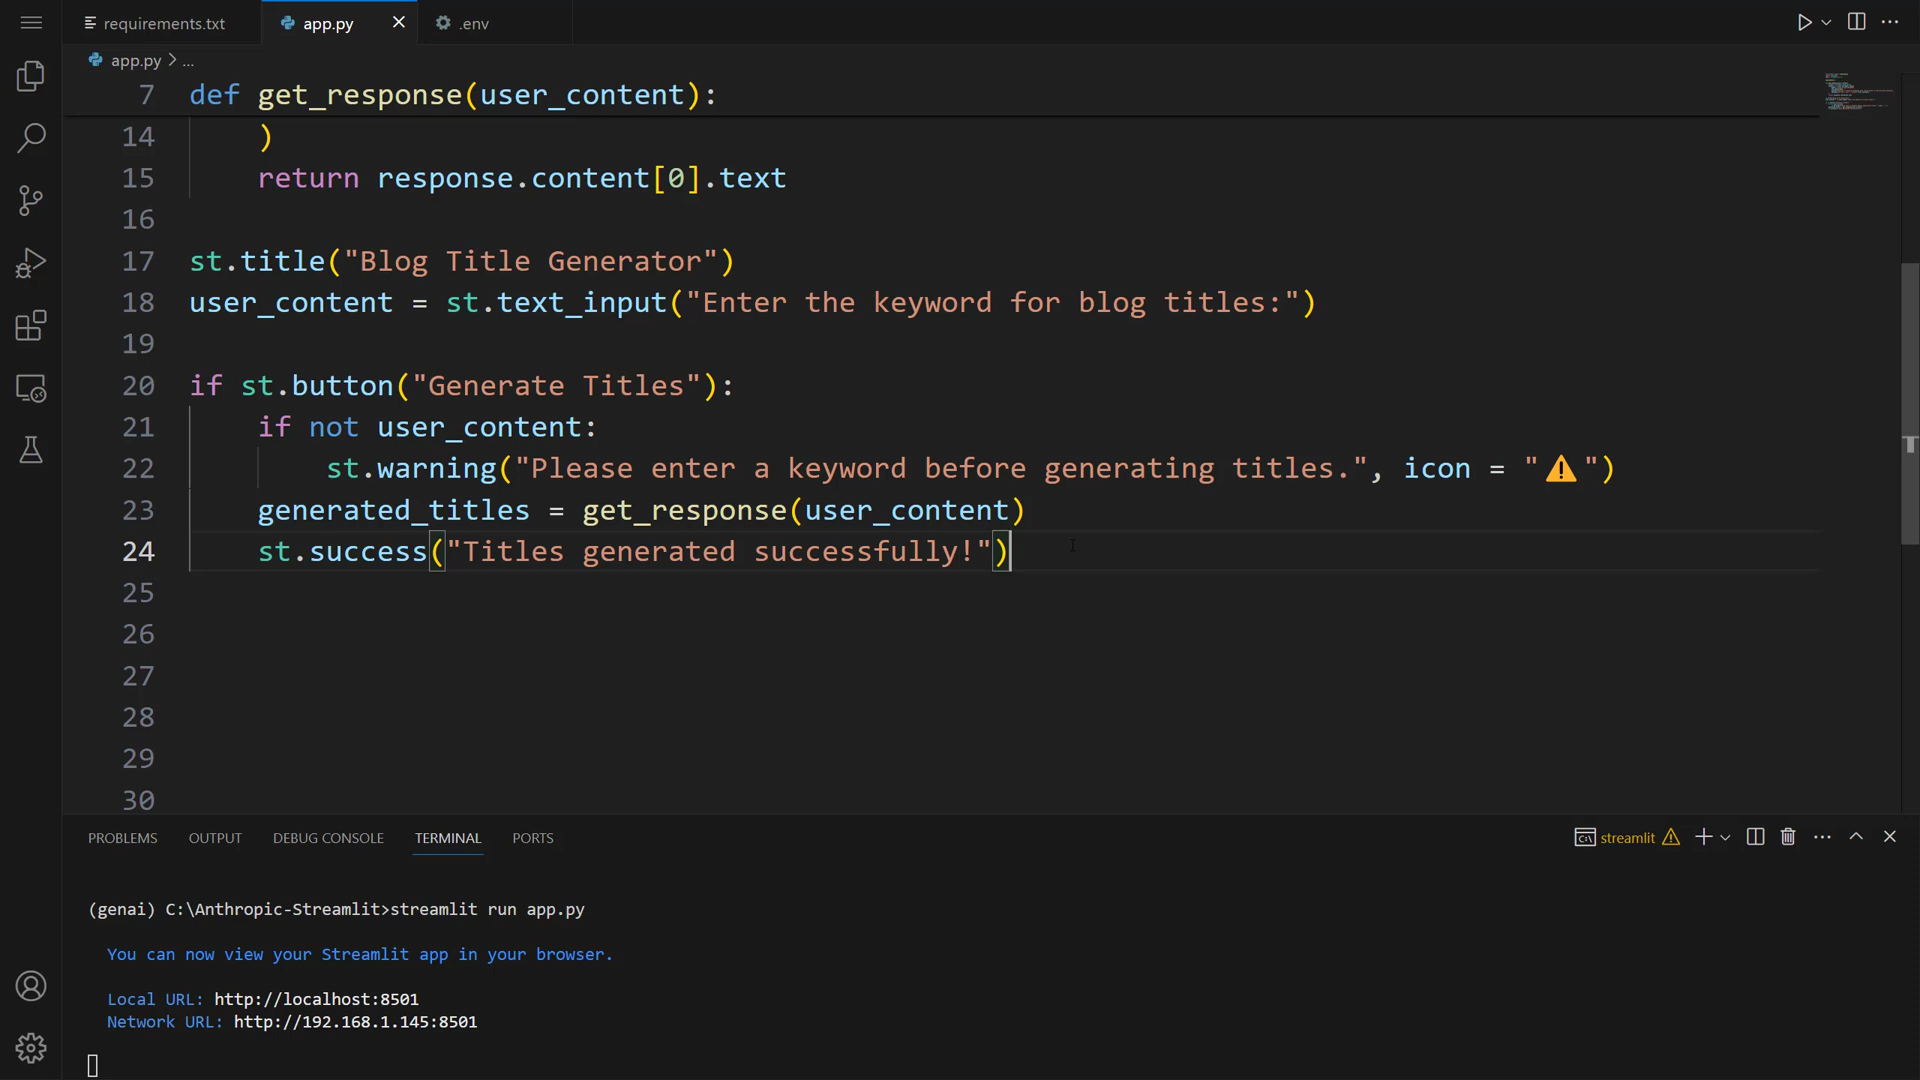 requirements.txt app.py .env
app.py > ...
7 def get_response(user_content):
14 )
15 return response.content[0].text
16
17 st.title("Blog Title Generator")
18 user_content = st.text_input("Enter the keyword for blog titles:")
19
20 if st.button("Generate Titles"):
21 if not user_content:
22 st.warning("Please enter a keyword before generating titles.", icon = "⚠️")
23 generated_titles = get_response(user_content)
24 st.success("Titles generated successfully!")
25
26
27
28
29
30
PROBLEMS OUTPUT DEBUG CONSOLE TERMINAL PORTS streamlit
(genai) C:\Anthropic-Streamlit>streamlit run app.py
You can now view your Streamlit app in your browser.
Local URL: http://localhost:8501
Network URL: http://192.168.1.145:8501